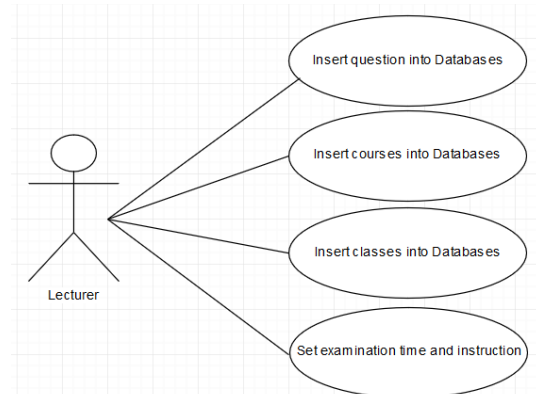 Insert question into Databases
Insert courses into Databases
Insert classes into Databases
Lecturer
Set examination time and instruction